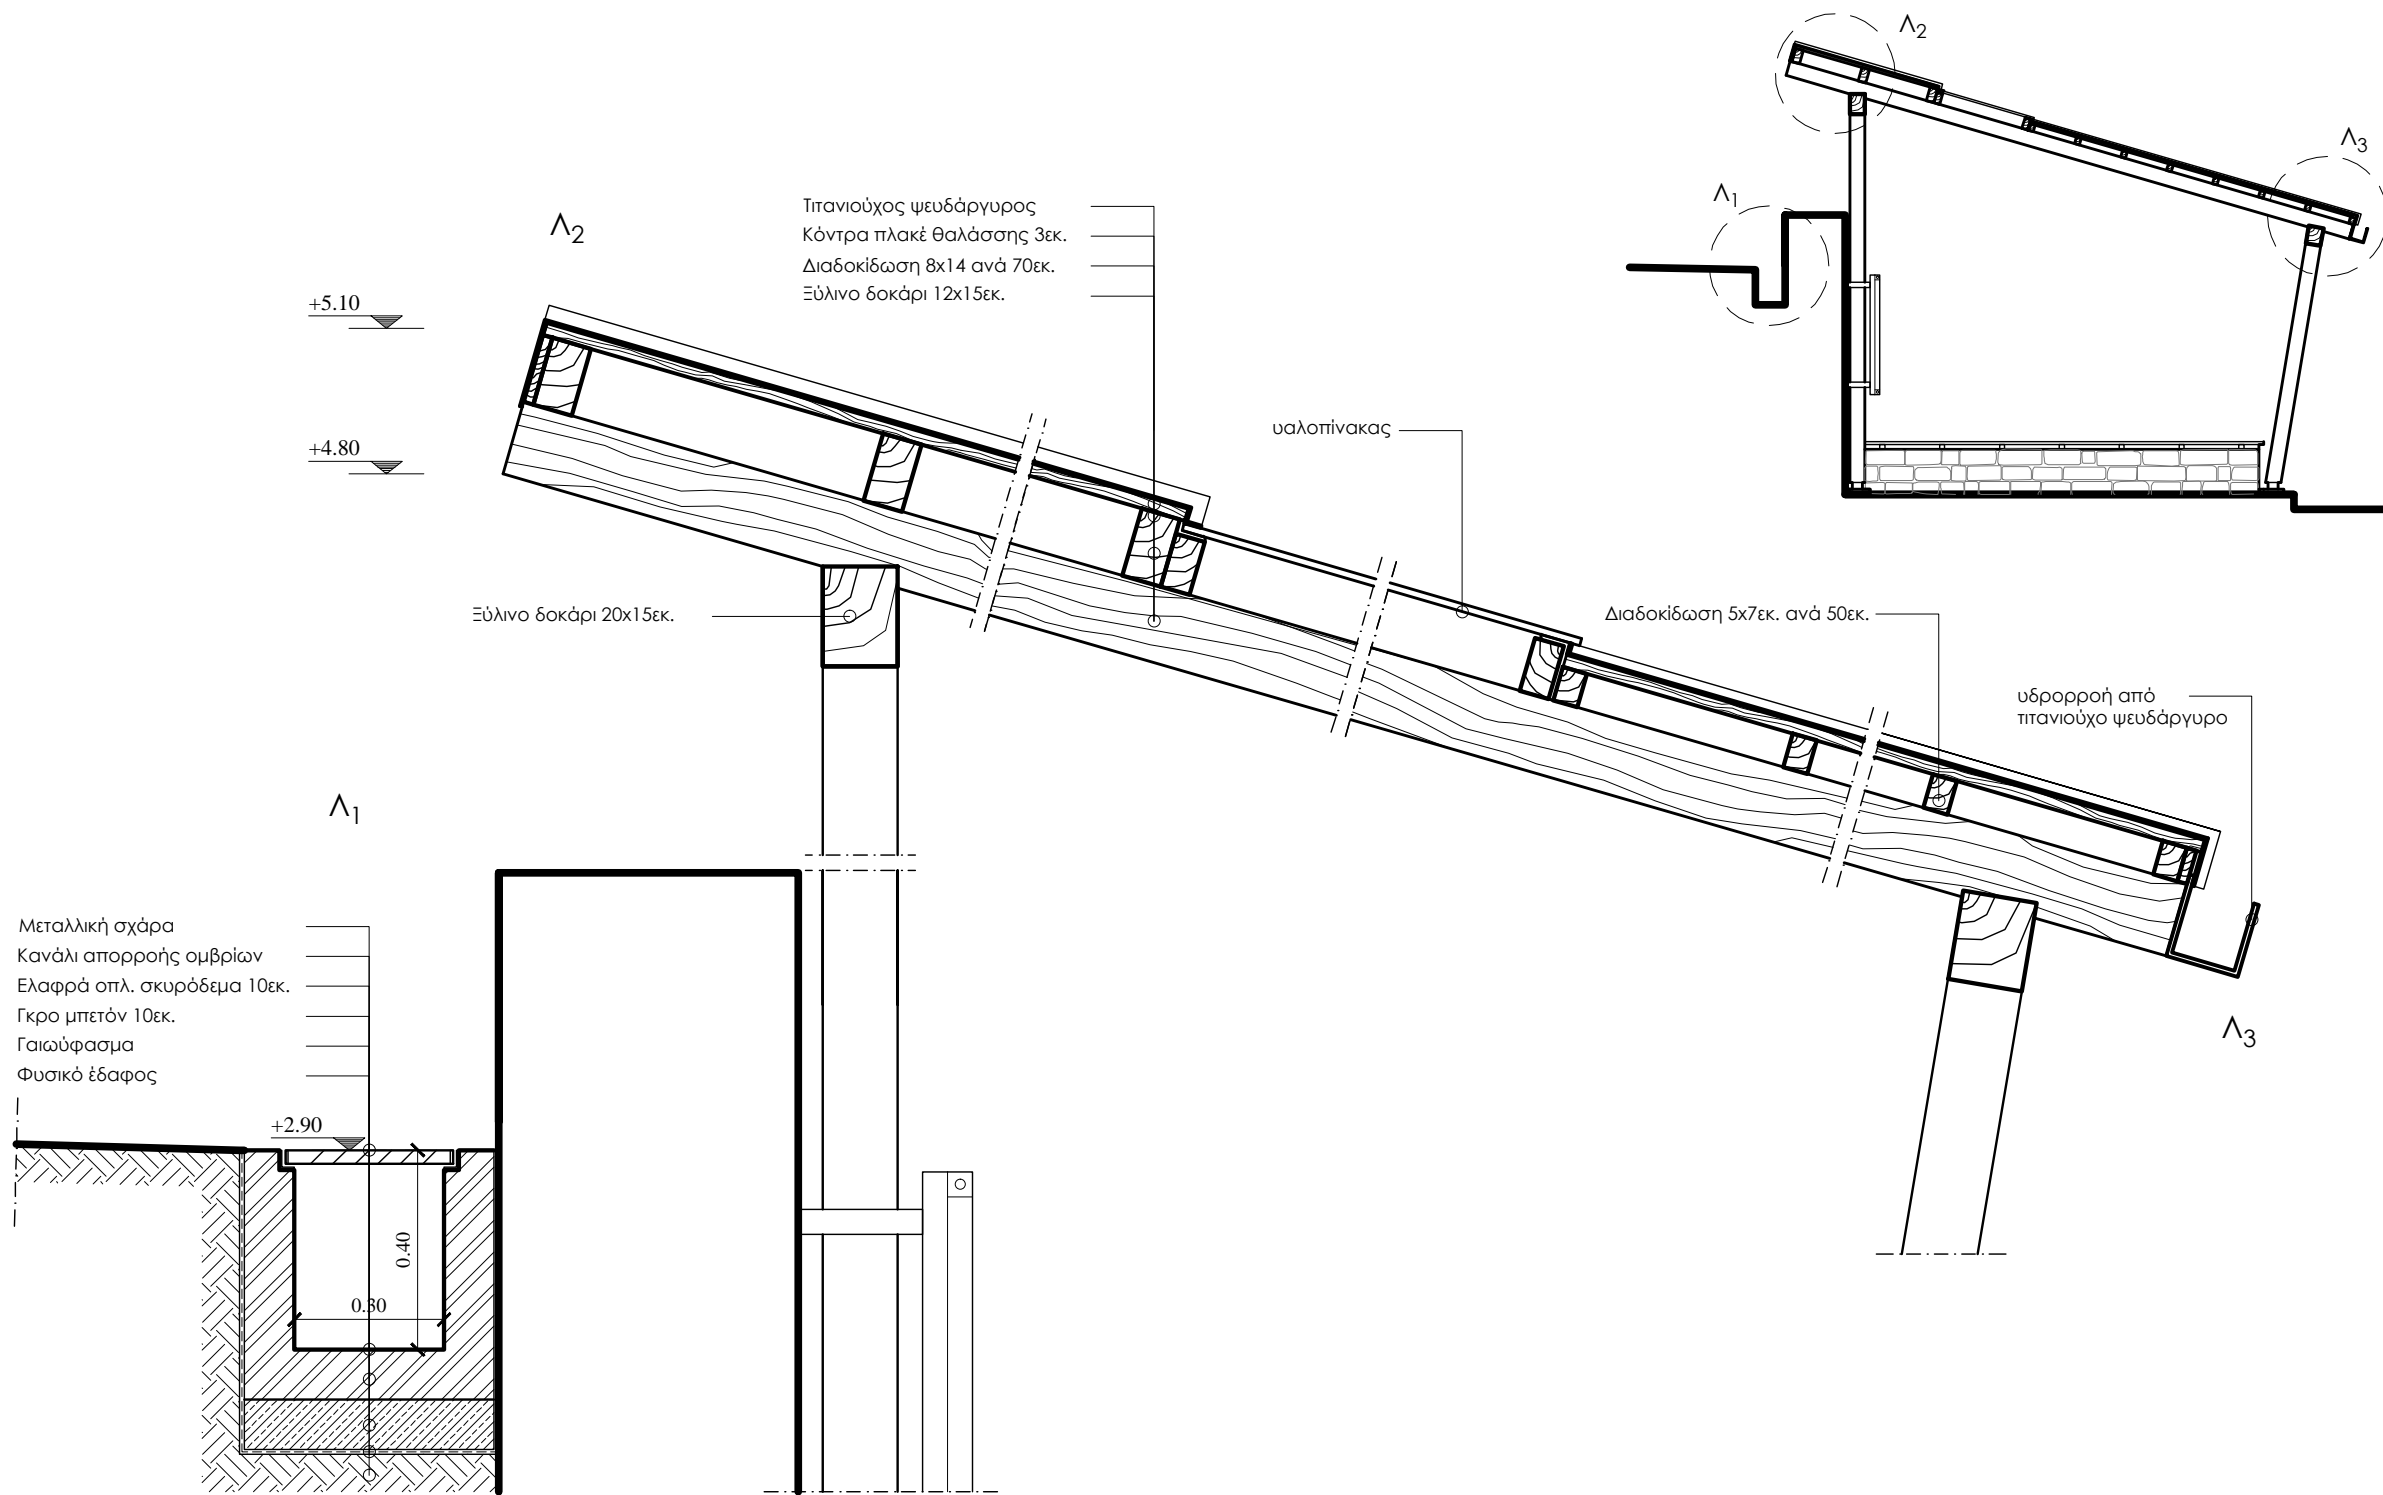 Λ2
Λ3
Λ1
Λ2
Τιτανιούχος ψευδάργυρος
Κόντρα πλακέ θαλάσσης 3εκ.
Διαδοκίδωση 8x14 ανά 70εκ.
Ξύλινο δοκάρι 12x15εκ.
+5.10
+4.80
υαλοπίνακας
Ξύλινο δοκάρι 20x15εκ.
Διαδοκίδωση 5x7εκ. ανά 50εκ.
υδρορροή από
τιτανιούχο ψευδάργυρο
Λ3
Λ1
Μεταλλική σχάρα
Κανάλι απορροής ομβρίων
Ελαφρά οπλ. σκυρόδεμα 10εκ.
Γκρο μπετόν 10εκ.
Γαιωύφασμα
Φυσικό έδαφος
+2.90
0.40
0.30